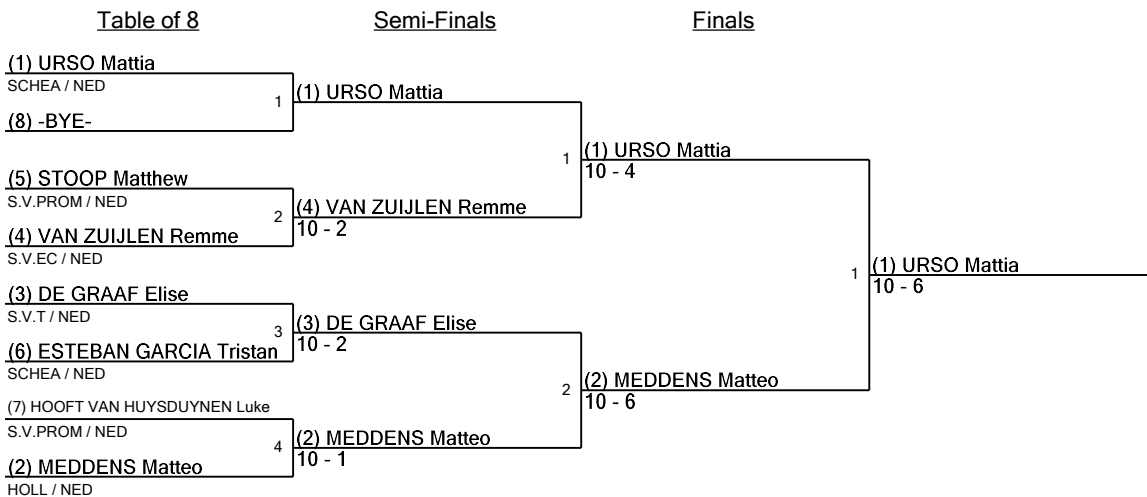 Table of 8 Semi-Finals Finals
(1) URSO Mattia
SCHEA / NED
(8) -BYE-
1
(1) URSO Mattia
(5) STOOP Matthew
S.V.PROM / NED
(4) VAN ZUIJLEN Remme
S.V.EC / NED
2
(4) VAN ZUIJLEN Remme
10 - 2
1
(1) URSO Mattia
10 - 4
(3) DE GRAAF Elise
S.V.T / NED
(6) ESTEBAN GARCIA Tristan
SCHEA / NED
3
(3) DE GRAAF Elise
10 - 2
(7) HOOFT VAN HUYSDUYNEN Luke
S.V.PROM / NED
(2) MEDDENS Matteo
HOLL / NED
4
(2) MEDDENS Matteo
10 - 1
2
(2) MEDDENS Matteo
10 - 6
1
(1) URSO Mattia
10 - 6